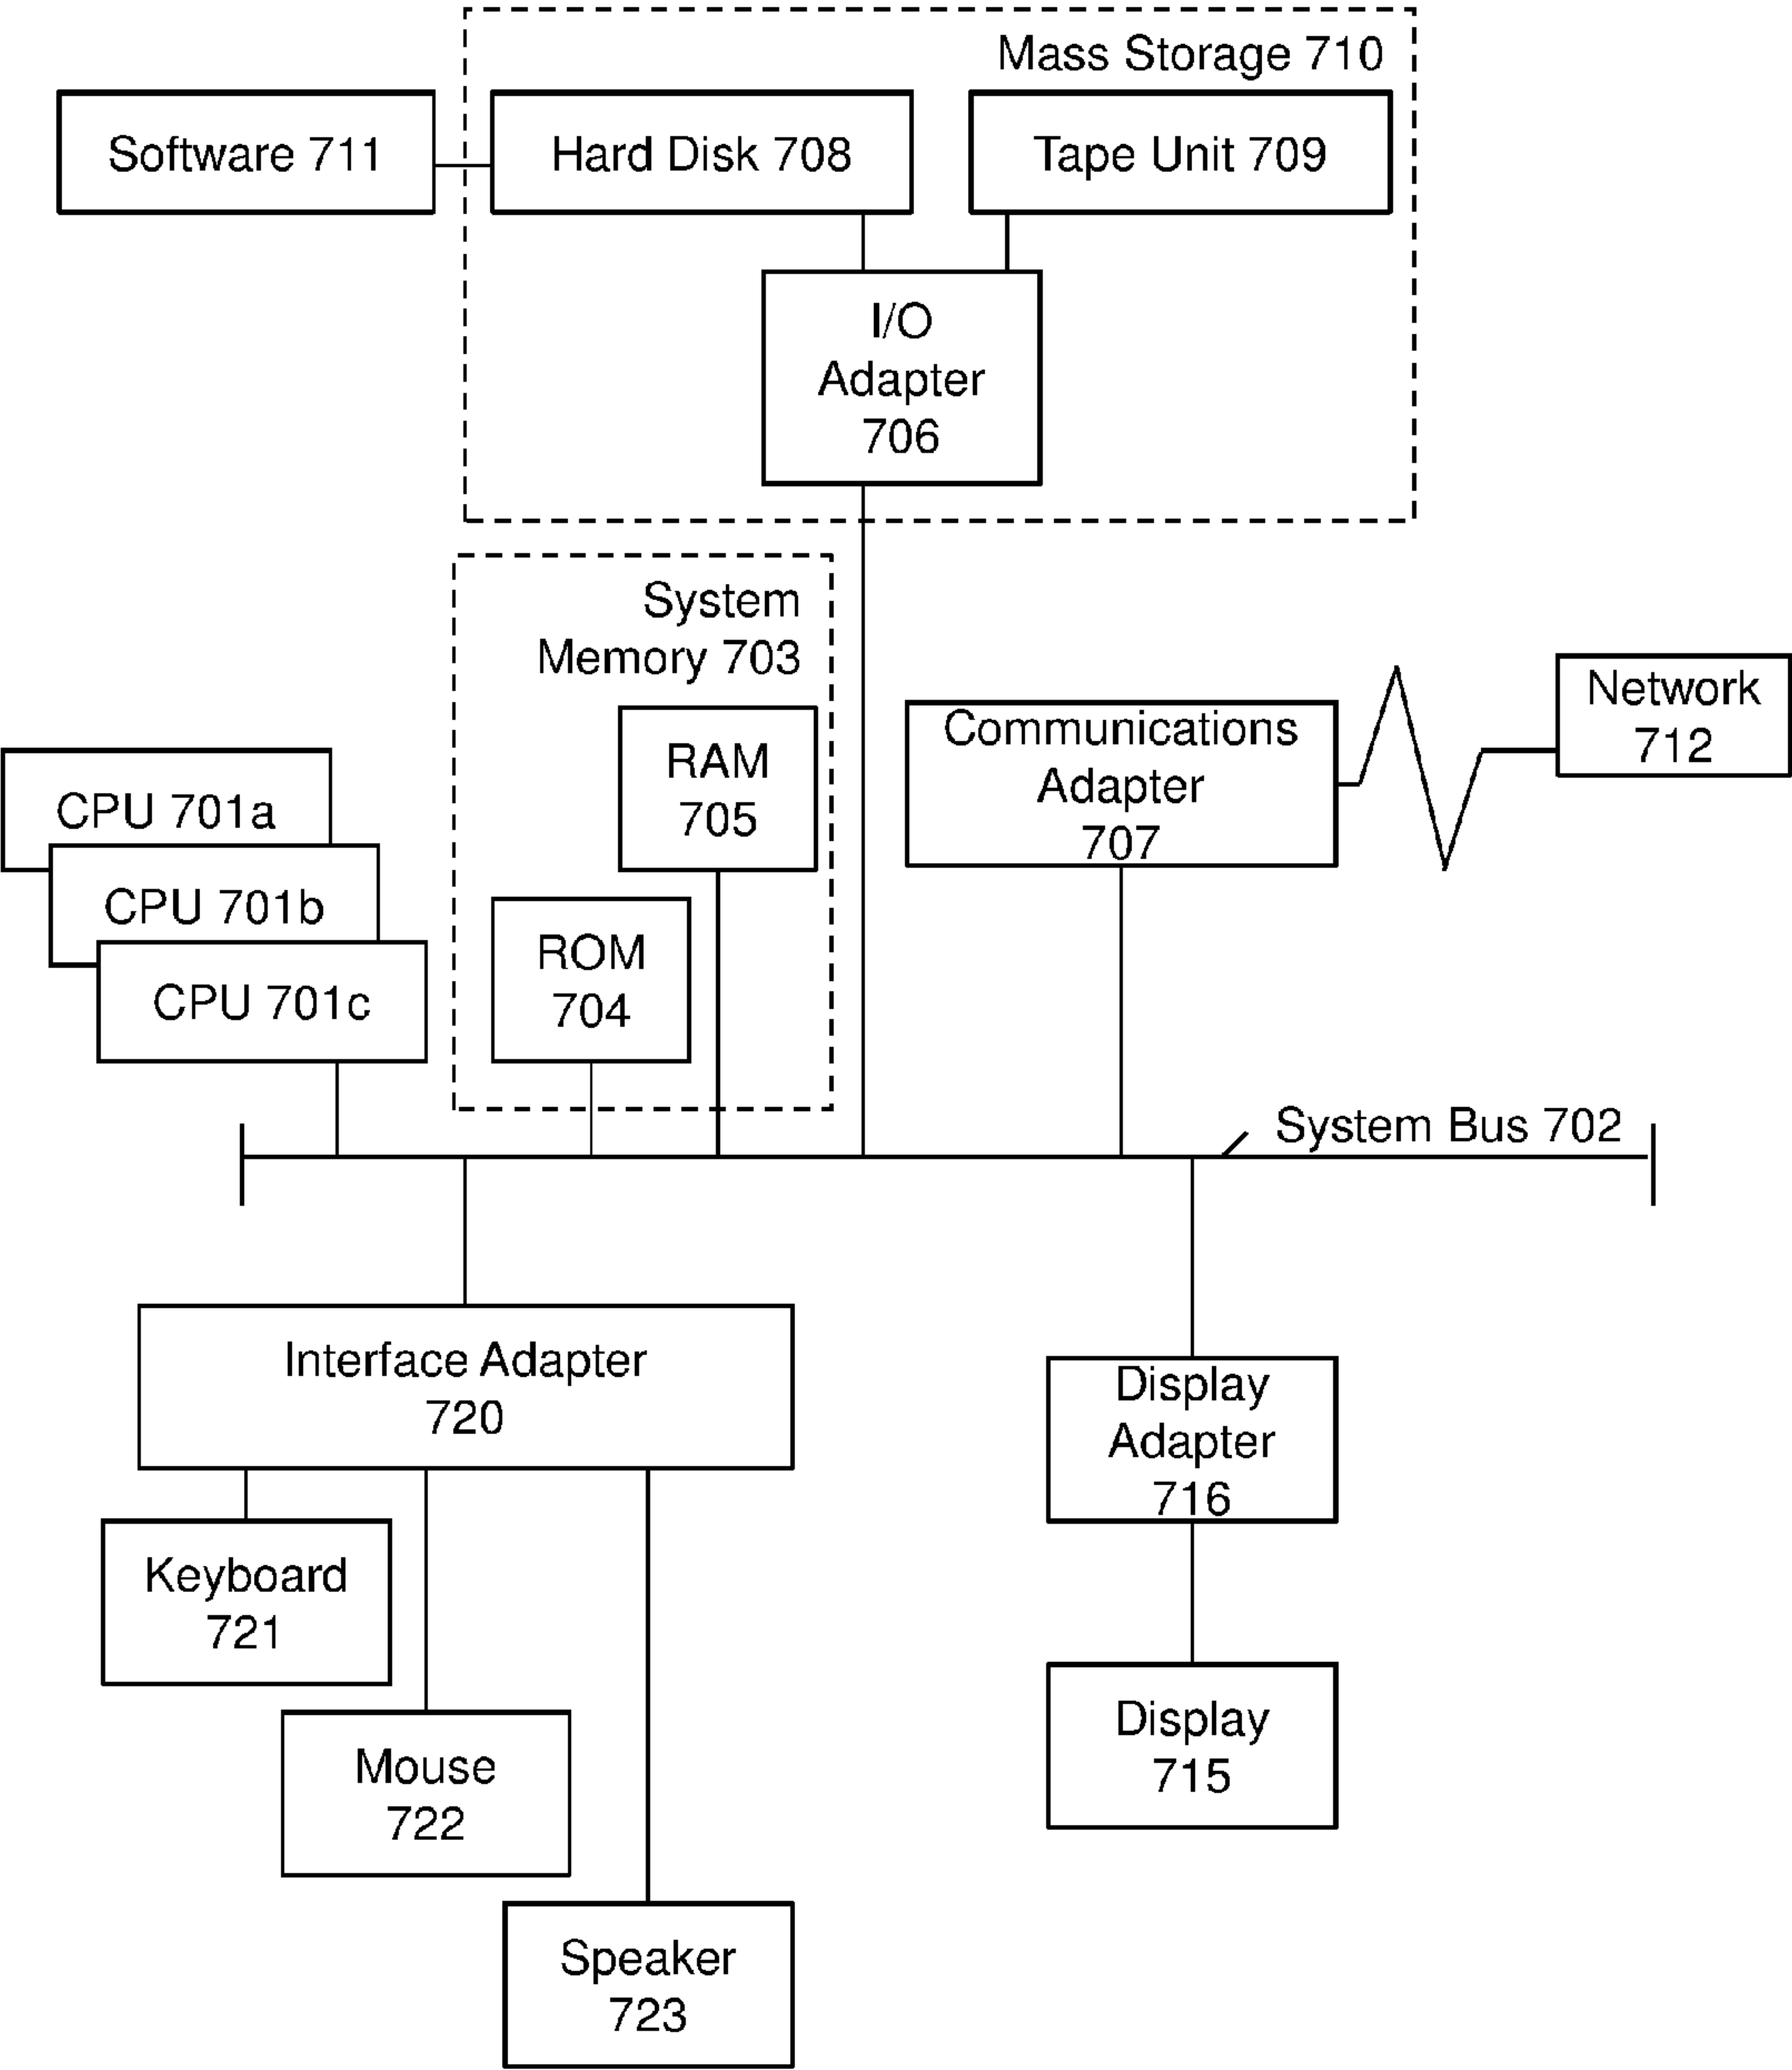 Mass Storage 710
Software 711
Hard Disk 708
Tape Unit 709
I/O
Adapter
706
System
Memory 703
RAM
705
ROM
704
Communications
Adapter
707
Network
712
CPU 701a
CPU 701b
CPU 701c
System Bus 702
Interface Adapter
720
Display
Adapter
716
Keyboard
721
Mouse
722
Display
715
Speaker
723